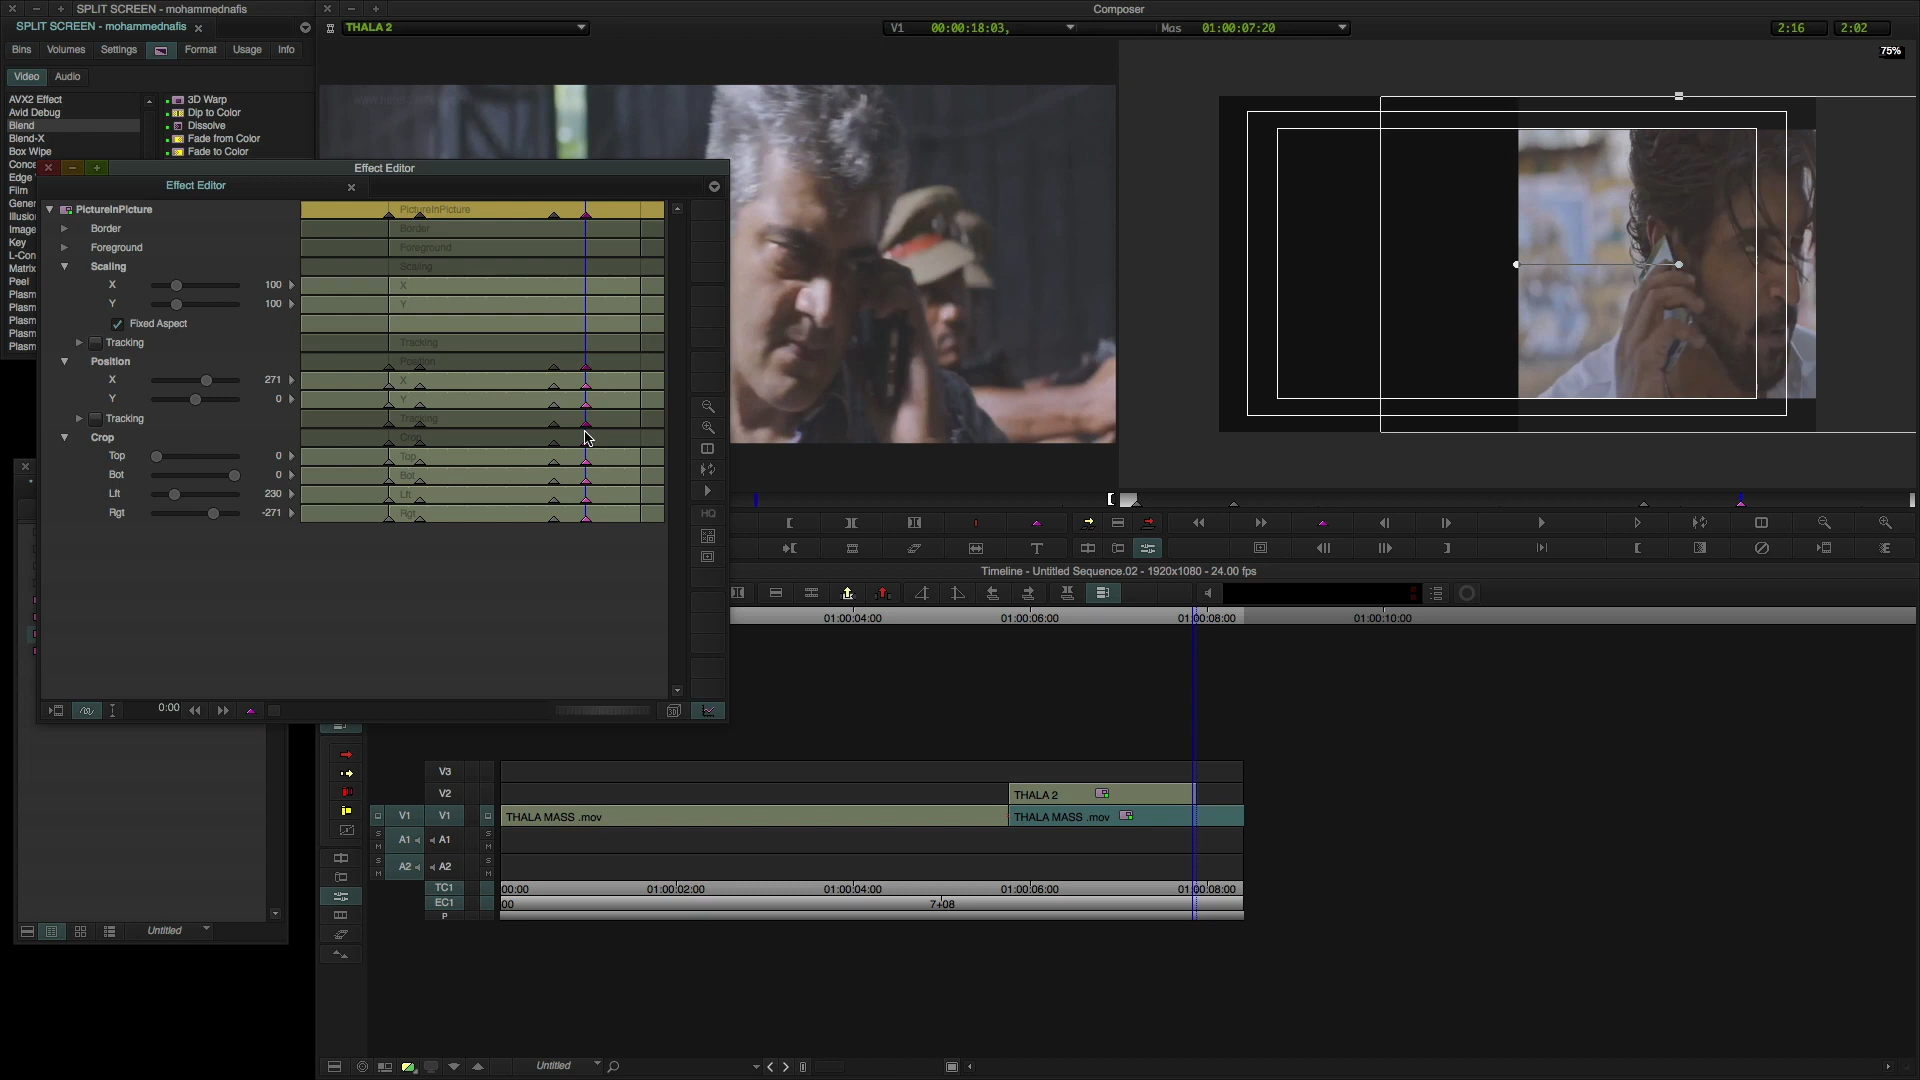 SPLIT SCREEN - mohammednafis
Composer
SPLIT SCREEN - mohammednafis
THALA 2
V1 00:00:18:03,
Mas 01:00:07:20
2:16
2:02
Bins Volumes Settings Format Usage Info
75%
Video Audio
AVX2 Effect
Avid Debug
Blend
Blend-X
Box Wipe
Conce
Edge
Film
Gener
Illusio
Image
Key
L-Con
Matrix
Peel
Plasm
Plasm
Plasm
Plasm
3D Warp
Dip to Color
Dissolve
Fade from Color
Fade to Color
Effect Editor
Effect Editor
PictureInPicture PictureInPicture
Border Border
Foreground Foreground
Scaling Scaling
X 100 X
Y 100 Y
Fixed Aspect
Tracking Tracking
Position Position
X 271 X
Y 0 Y
Tracking Tracking
Crop Crop
Top 0 Top
Bot 0 Bot
Lft 230 Lft
Rgt -271 Rgt
HQ
0:00
3D
Timeline - Untitled Sequence.02 - 1920x1080 - 24.00 fps
01:00:04:00 01:00:06:00 01:00:08:00 01:00:10:00
V3
V2 THALA 2
V1 V1 THALA MASS .mov THALA MASS .mov
S
M
A1 A1
S
M
S
M
A2 A2
S
M
TC1 00:00 01:00:02:00 01:00:04:00 01:00:06:00 01:00:08:00
EC1 00 7+08
P
Untitled
Untitled